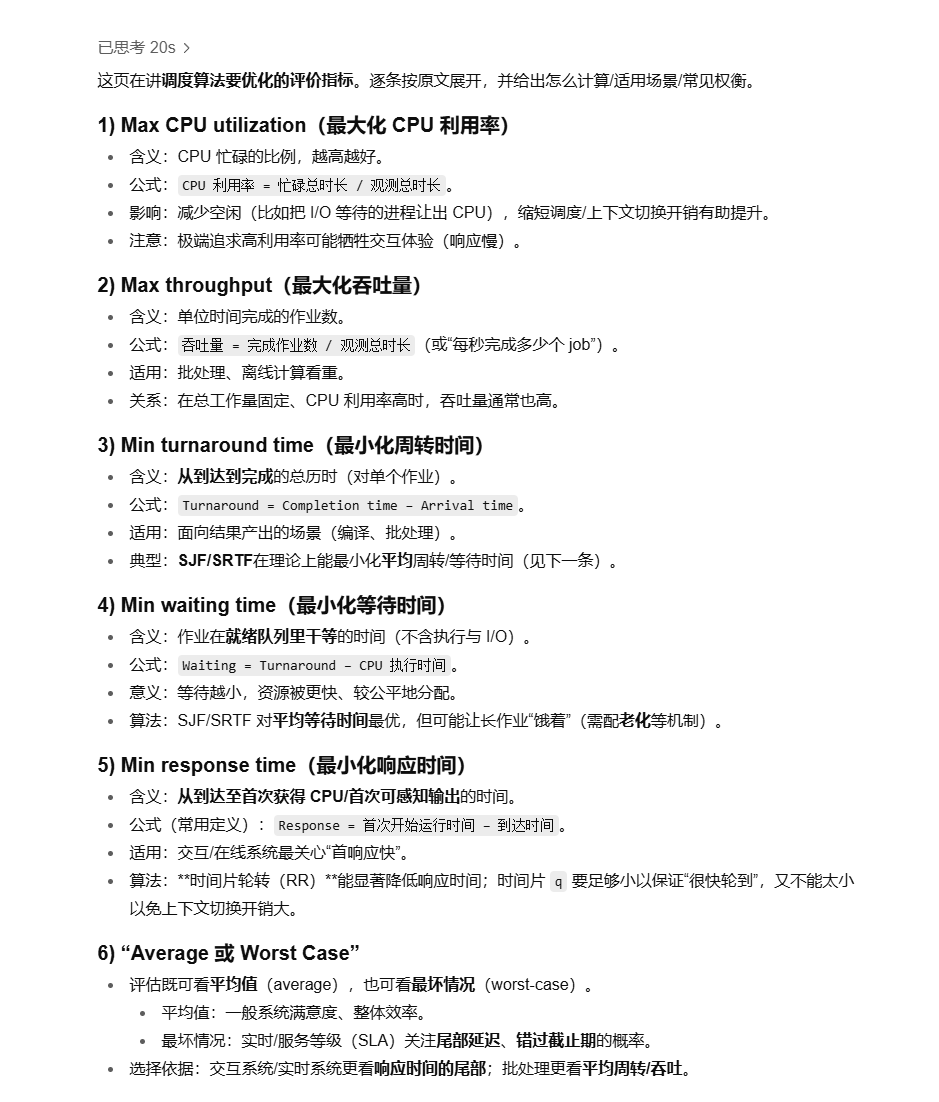 已思考 20s >
这页在讲调度算法要优化的评价指标。逐条按原文展开，并给出怎么计算/适用场景/常见权衡。
1) Max CPU utilization（最大化 CPU 利用率）
• 含义：CPU 忙碌的比例，越高越好。
• 公式： CPU 利用率 = 忙碌总时长 / 观测总时长 。
• 影响：减少空闲（比如把 I/O 等待的进程让出 CPU），缩短调度/上下文切换开销有助提升。
• 注意：极端追求高利用率可能牺牲交互体验（响应慢）。
2) Max throughput（最大化吞吐量）
• 含义：单位时间完成的作业数。
• 公式： 吞吐量 = 完成作业数 / 观测总时长 （或“每秒完成多少个 job”）。
• 适用：批处理、离线计算看重。
• 关系：在总工作量固定、CPU 利用率高时，吞吐量通常也高。
3) Min turnaround time（最小化周转时间）
• 含义：从到达到完成的总历时（对单个作业）。
• 公式： Turnaround = Completion time − Arrival time 。
• 适用：面向结果产出的场景（编译、批处理）。
• 典型：SJF/SRTF在理论上能最小化平均周转/等待时间（见下一条）。
4) Min waiting time（最小化等待时间）
• 含义：作业在就绪队列里干等的时间（不含执行与 I/O）。
• 公式： Waiting = Turnaround − CPU 执行时间 。
• 意义：等待越小，资源被更快、较公平地分配。
• 算法：SJF/SRTF 对平均等待时间最优，但可能让长作业“饿着”（需配老化等机制）。
5) Min response time（最小化响应时间）
• 含义：从到达至首次获得 CPU/首次可感知输出的时间。
• 公式（常用定义）： Response = 首次开始运行时间 − 到达时间 。
• 适用：交互/在线系统最关心“首响应快”。
• 算法：**时间片轮转（RR）**能显著降低响应时间；时间片 q 要足够小以保证“很快轮到”，又不能太小
以免上下文切换开销大。
6) “Average 或 Worst Case”
• 评估既可看平均值（average），也可看最坏情况（worst-case）。
• 平均值：一般系统满意度、整体效率。
• 最坏情况：实时/服务等级（SLA）关注尾部延迟、错过截止期的概率。
• 选择依据：交互系统/实时系统更看响应时间的尾部；批处理更看平均周转/吞吐。